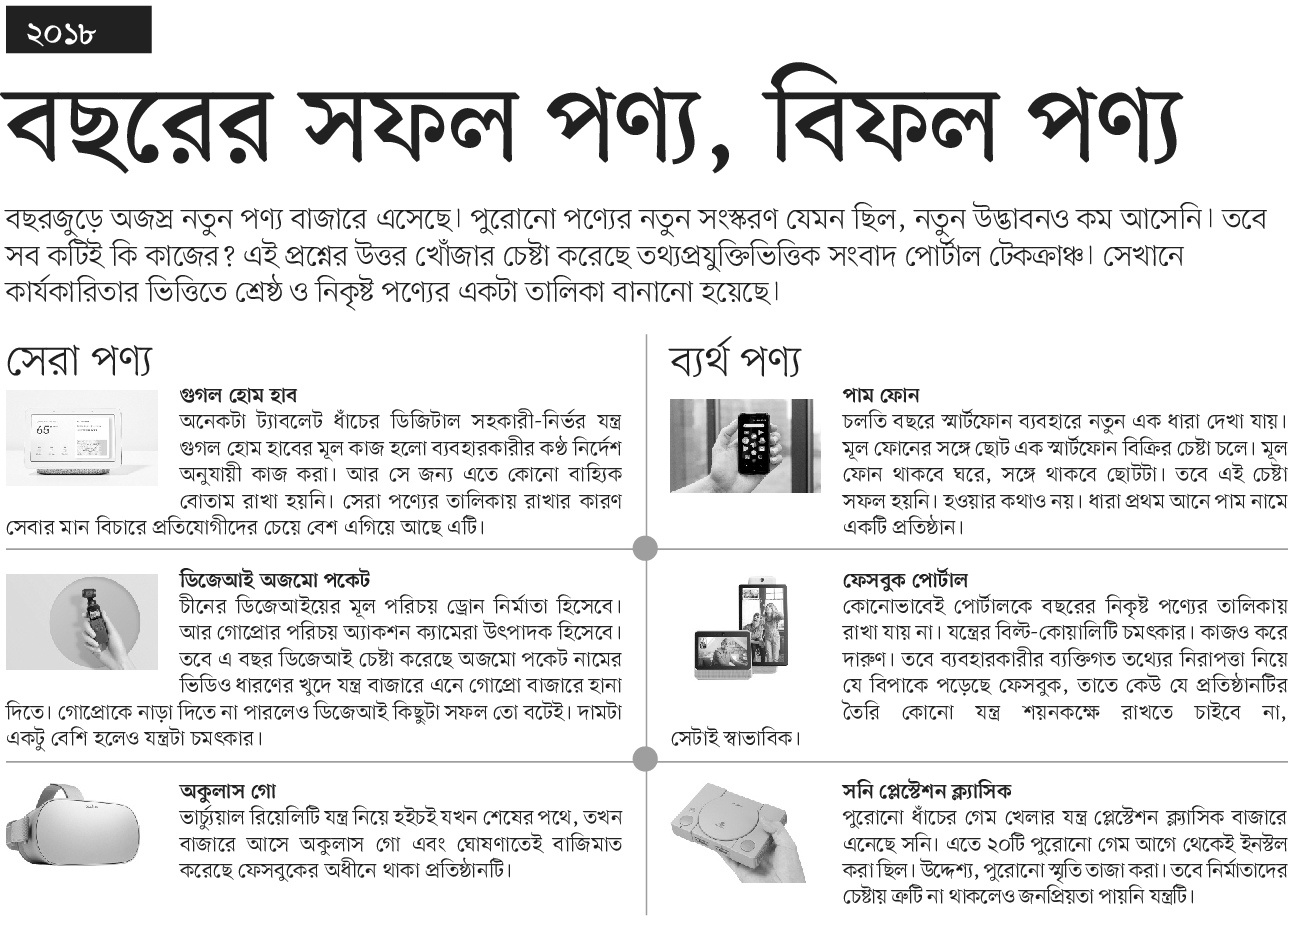 ২০১৮
বছরের সফল পণ্য, বিফল পণ্য
বছরজুড়ে অজস্র নতুন পণ্য বাজারে এসেছে। পুরোনো পণ্যের নতুন সংস্করণ যেমন ছিল, নতুন উদ্ভাবনও কম আসেনি। তবে
সব কটিই কি কাজের? এই প্রশ্নের উত্তর খোঁজার চেষ্টা করেছে তথ্যপ্রযুক্তিভিত্তিক সংবাদ পোর্টাল টেকক্রাঞ্চ। সেখানে
কার্যকারিতার ভিত্তিতে শ্রেষ্ঠ ও নিকৃষ্ট পণ্যের একটা তালিকা বানানো হয়েছে।
সেরা পণ্য
গুগল হোম হাব
অনেকটা ট্যাবলেট ধাঁচের ডিজিটাল সহকারী-নির্ভর যন্ত্র
গুগল হোম হাবের মূল কাজ হলো ব্যবহারকারীর কণ্ঠ নির্দেশ
অনুযায়ী কাজ করা। আর সে জন্য এতে কোনো বাহ্যিক
বোতাম রাখা হয়নি। সেরা পণ্যের তালিকায় রাখার কারণ
সেবার মান বিচারে প্রতিযোগীদের চেয়ে বেশ এগিয়ে আছে এটি।
ডিজেআই অজমো পকেট
চীনের ডিজেআইয়ের মূল পরিচয় ড্রোন নির্মাতা হিসেবে।
আর গোপ্রোর পরিচয় অ্যাকশন ক্যামেরা উৎপাদক হিসেবে।
তবে এ বছর ডিজেআই চেষ্টা করেছে অজমো পকেট নামের
ভিডিও ধারণের খুদে যন্ত্র বাজারে এনে গোপ্রো বাজারে হানা
দিতে। গোপ্রোকে নাড়া দিতে না পারলেও ডিজেআই কিছুটা সফল তো বটেই। দামটা
একটু বেশি হলেও যন্ত্রটা চমৎকার।
অকুলাস গো
ভার্চ্যুয়াল রিয়েলিটি যন্ত্র নিয়ে হইচই যখন শেষের পথে, তখন
বাজারে আসে অকুলাস গো এবং ঘোষণাতেই বাজিমাত
করেছে ফেসবুকের অধীনে থাকা প্রতিষ্ঠানটি।
ব্যর্থ পণ্য
পাম ফোন
চলতি বছরে স্মার্টফোন ব্যবহারে নতুন এক ধারা দেখা যায়।
মূল ফোনের সঙ্গে ছোট এক স্মার্টফোন বিক্রির চেষ্টা চলে। মূল
ফোন থাকবে ঘরে, সঙ্গে থাকবে ছোটটা। তবে এই চেষ্টা
সফল হয়নি। হওয়ার কথাও নয়। ধারা প্রথম আনে পাম নামে
একটি প্রতিষ্ঠান।
ফেসবুক পোর্টাল
কোনোভাবেই পোর্টালকে বছরের নিকৃষ্ট পণ্যের তালিকায়
রাখা যায় না। যন্ত্রের বিল্ট-কোয়ালিটি চমৎকার। কাজও করে
দারুণ। তবে ব্যবহারকারীর ব্যক্তিগত তথ্যের নিরাপত্তা নিয়ে
যে বিপাকে পড়েছে ফেসবুক, তাতে কেউ যে প্রতিষ্ঠানটির
তৈরি কোনো যন্ত্র শয়নকক্ষে রাখতে চাইবে না,
সেটাই স্বাভাবিক।
সনি প্লেস্টেশন ক্ল্যাসিক
পুরোনো ধাঁচের গেম খেলার যন্ত্র প্লেস্টেশন ক্ল্যাসিক বাজারে
এনেছে সনি। এতে ২০টি পুরোনো গেম আগে থেকেই ইনস্টল
করা ছিল। উদ্দেশ্য, পুরোনো স্মৃতি তাজা করা। তবে নির্মাতাদের
চেষ্টায় ত্রুটি না থাকলেও জনপ্রিয়তা পায়নি যন্ত্রটি।